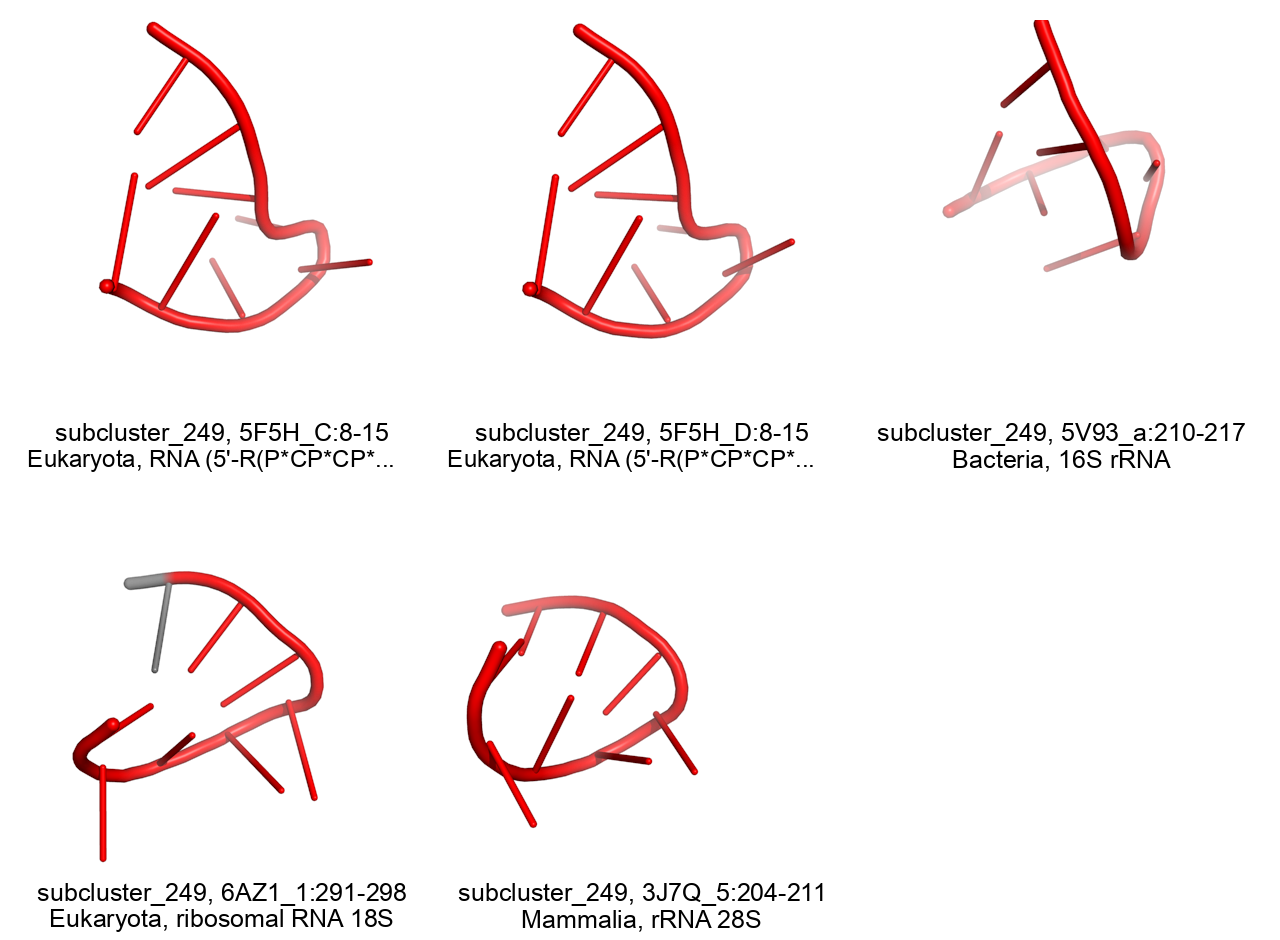 subcluster_249, 5F5H_C:8-15
Eukaryota, RNA (5'-R(P*CP*CP*...
subcluster_249, 5F5H_D:8-15
Eukaryota, RNA (5'-R(P*CP*CP*...
subcluster_249, 5V93_a:210-217
Bacteria, 16S rRNA
subcluster_249, 6AZ1_1:291-298
Eukaryota, ribosomal RNA 18S
subcluster_249, 3J7Q_5:204-211
Mammalia, rRNA 28S